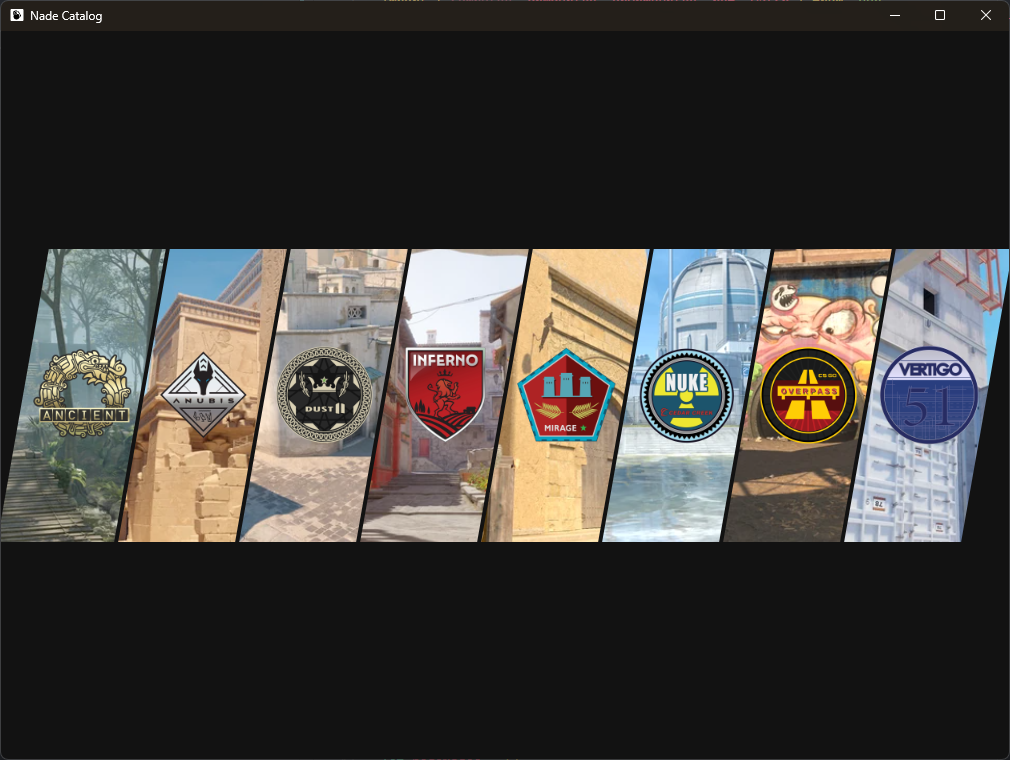 Nade Catalog
ANCIENT
ANUBIS
DUST II
INFERNO
MIRAGE
NUKE
CS:GO
OVERPASS
VERTIGO
51